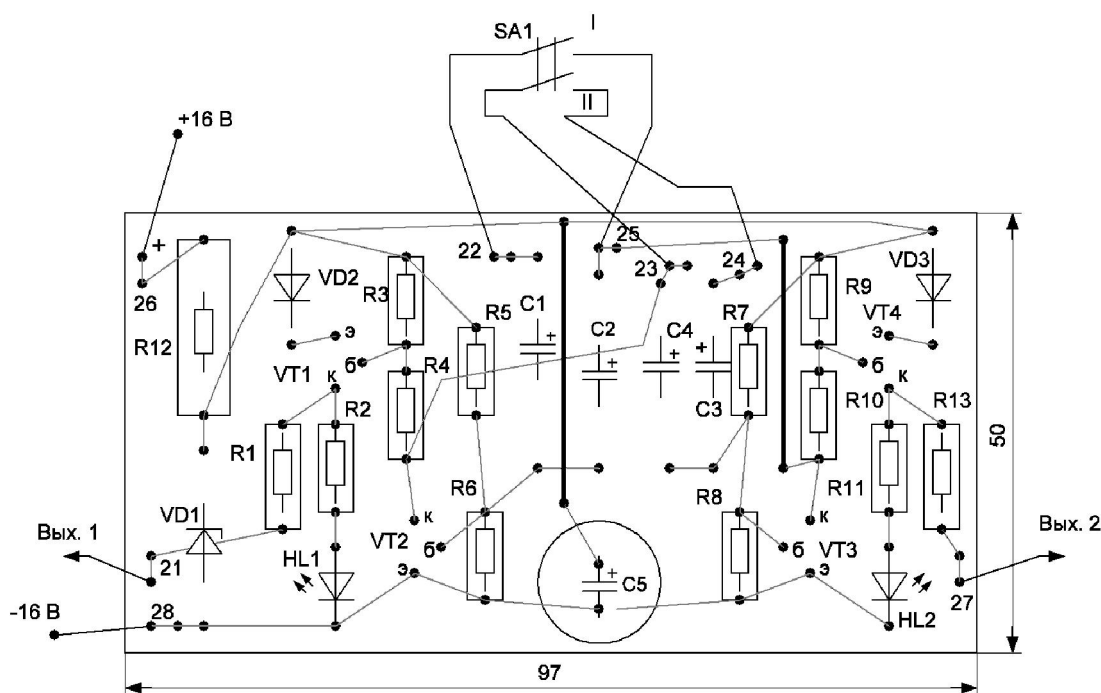 SA1
I
II
+16 В
+
26
R12
VD2
R3
э
б
VT1
к
R4
R2
R1
R5
22
C1
+
25
C2
+
23
C4
+
24
+
C3
R7
R9
VD3
VT4
э
б
к
R10
R13
R11
50
VD1
Вых. 1
21
HL1
VT2
к
б
э
R6
+
C5
R8
к
б
э
VT3
HL2
27
Вых. 2
-16 В
28
97